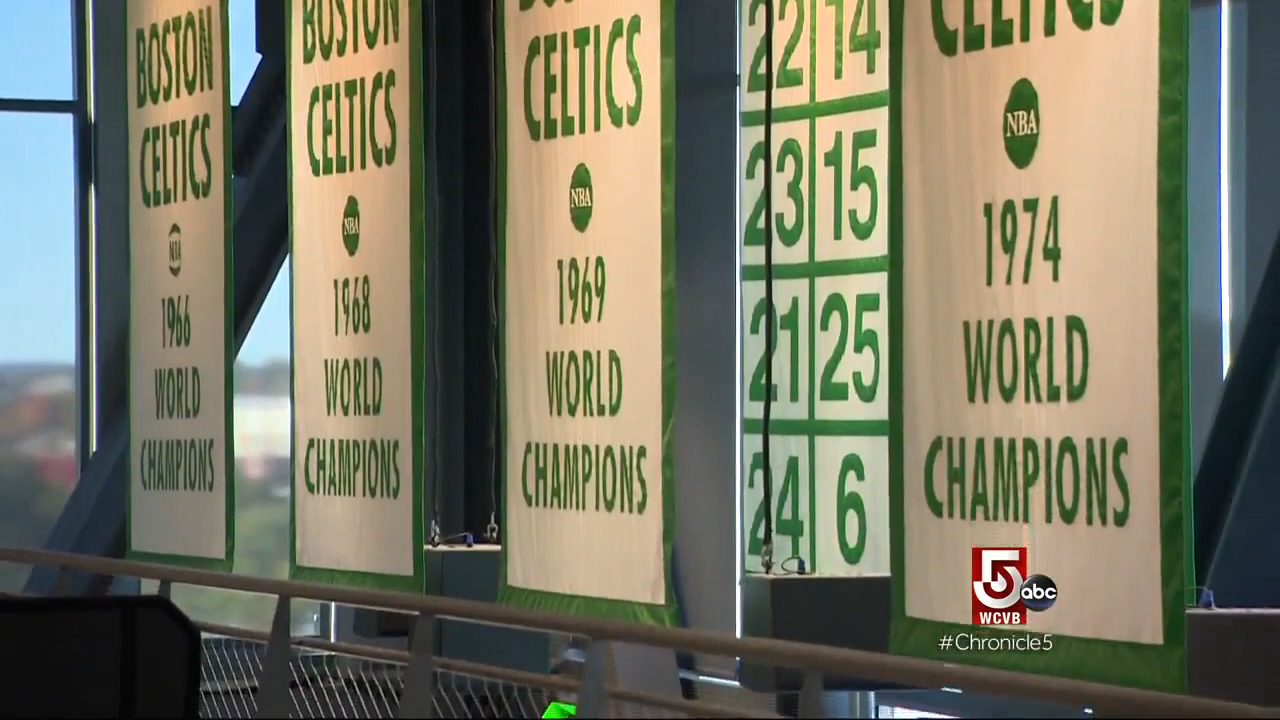 BOSTON
CELTICS
NBA
1966
WORLD
CHAMPIONS
BOSTON
CELTICS
NBA
1968
WORLD
CHAMPIONS
CELTICS
NBA
1969
WORLD
CHAMPIONS
22 14
23 15
21 25
24 6
CELTICS
NBA
1974
WORLD
CHAMPIONS
5 abc
WCVB
#Chronicle5